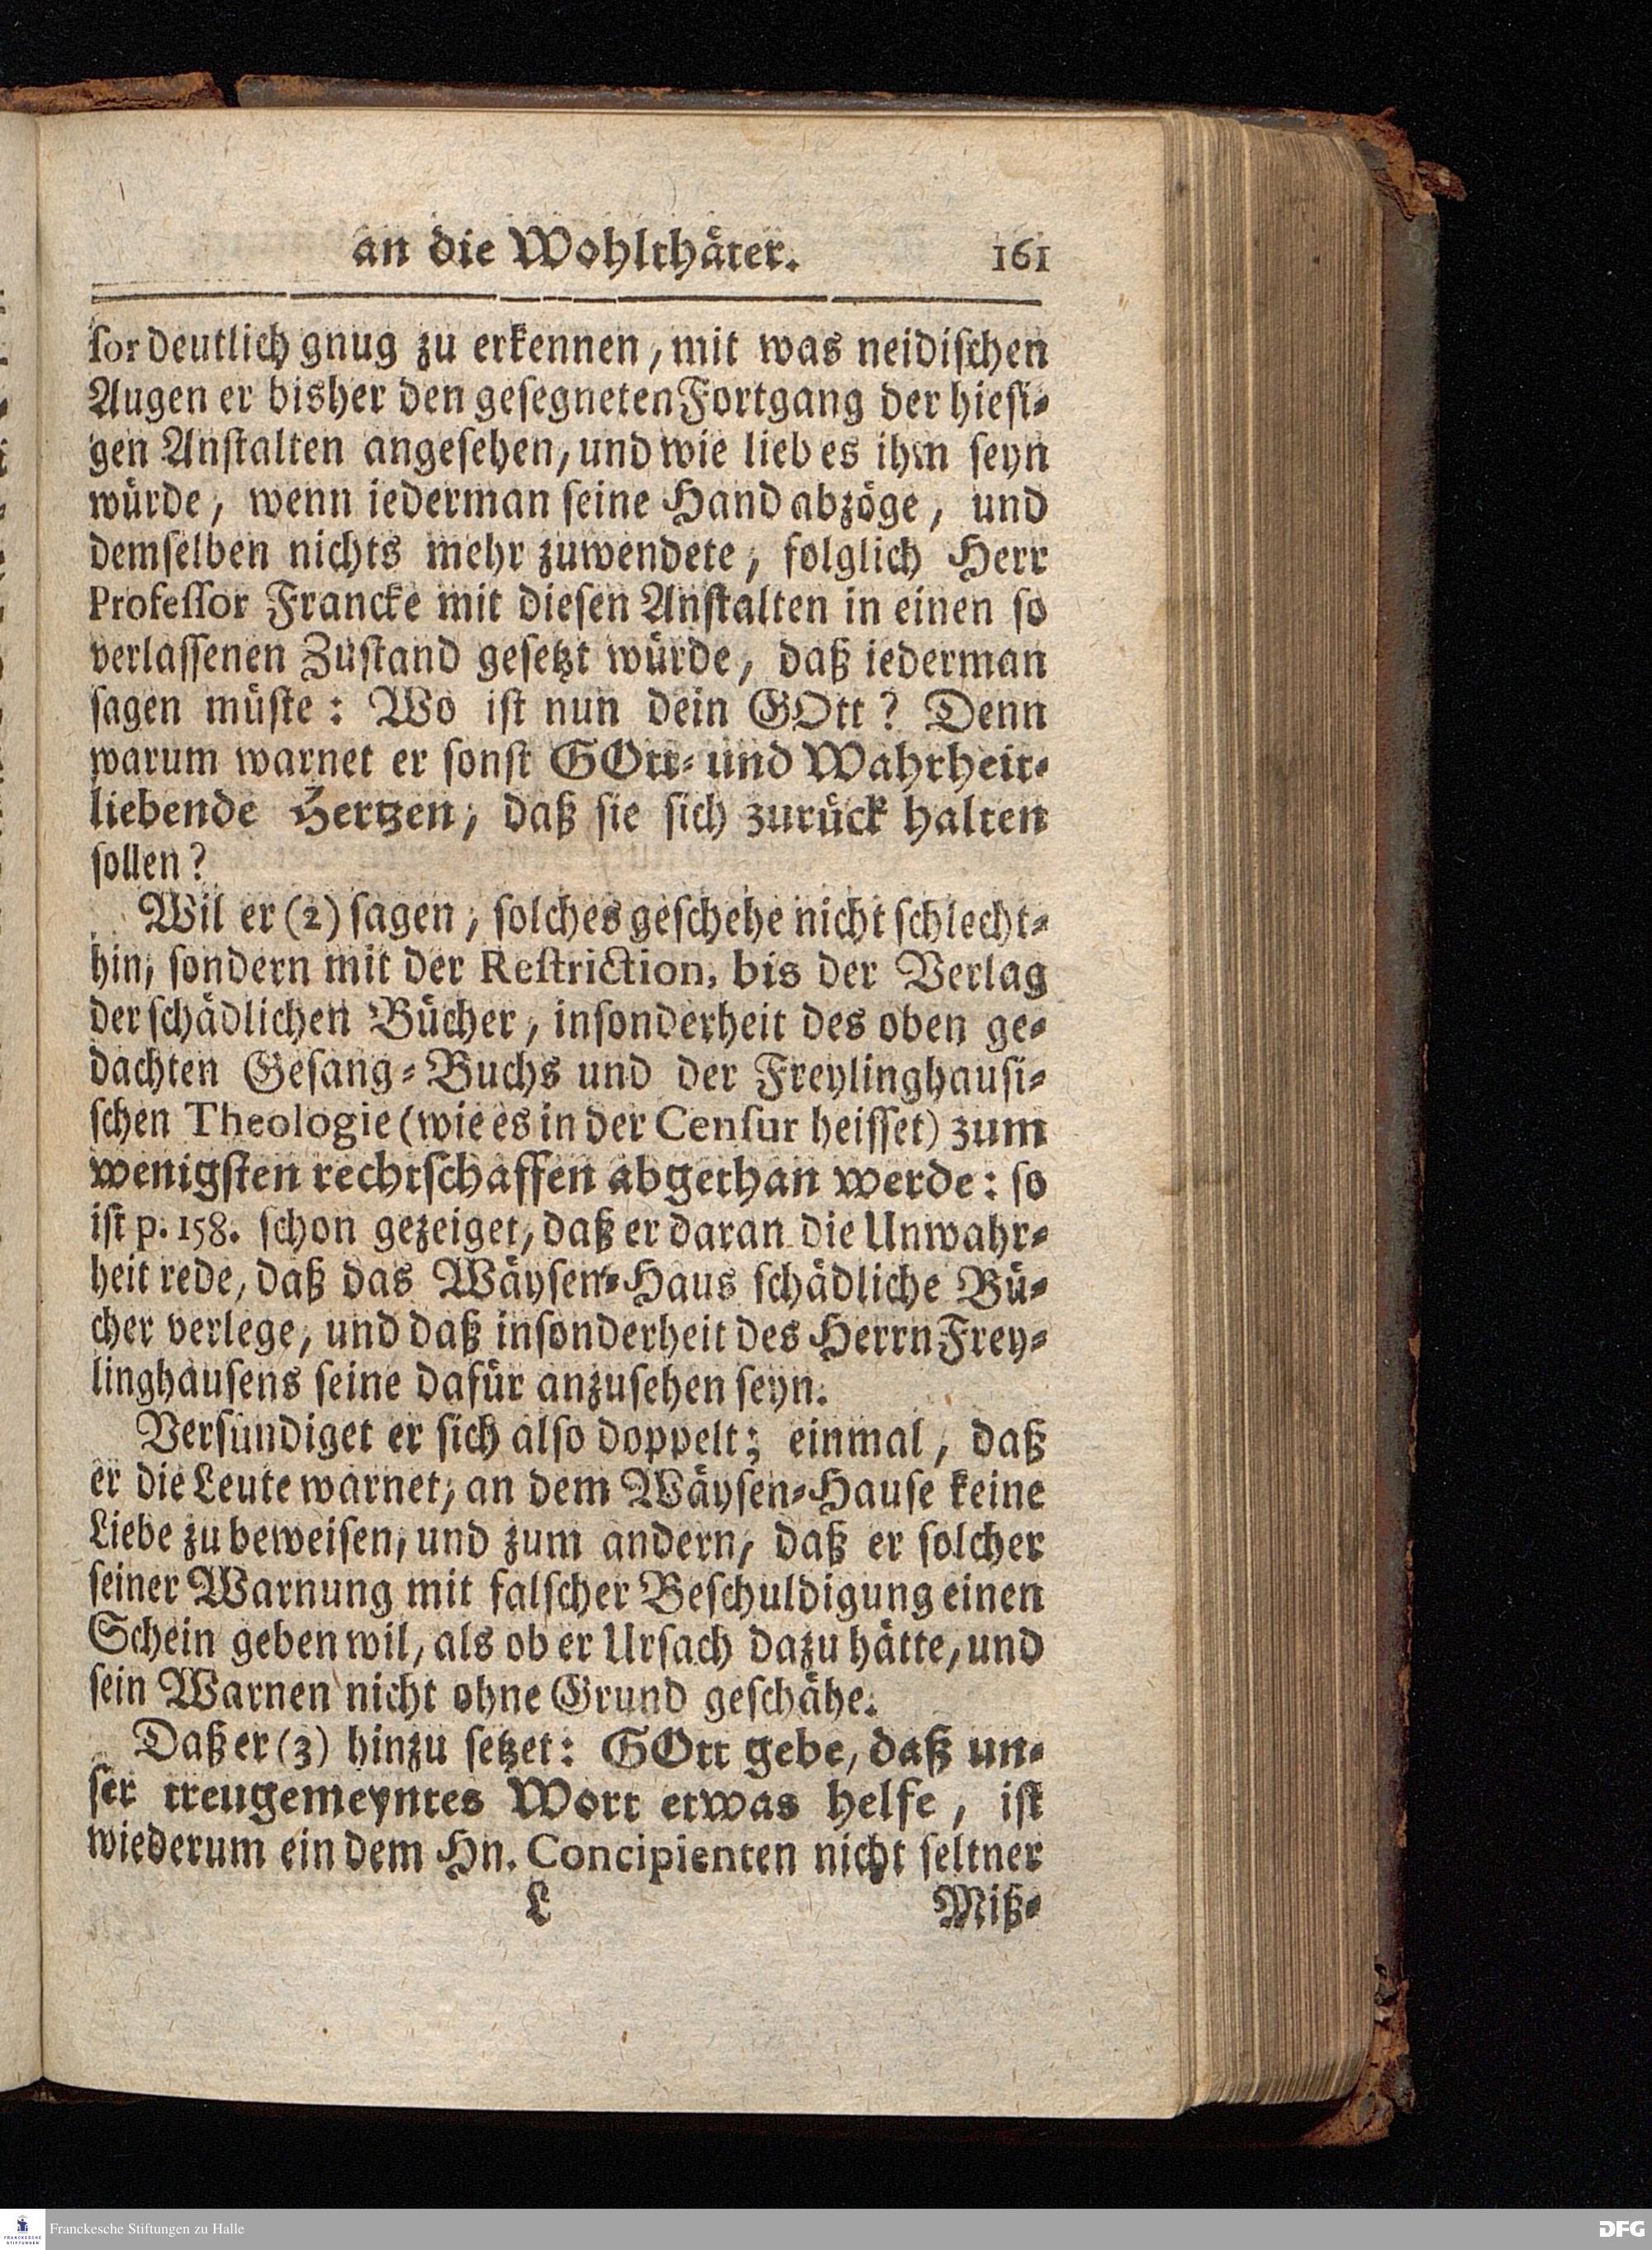 an die Wohlthäter. 161
sor deutlich gnug zu erkennen, mit was neidischen
Augen er bisher den gesegneten Fortgang der hiesi-
gen Anstalten angesehen, und wie lieb es ihm seyn
würde, wenn iederman seine Hand abzöge, und
demselben nichts mehr zuwendete, folglich Herr
Professor Francke mit diesen Anstalten in einen so
verlassenen Zustand gesetzt würde, daß iederman
sagen müste: Wo ist nun dein GOtt? Denn
warum warnet er sonst GOtt- und Wahrheit-
liebende Hertzen, daß sie sich zurück halten
sollen?
Wil er (2) sagen, solches geschehe nicht schlecht-
hin, sondern mit der Restriction, bis der Verlag
der schädlichen Bücher, insonderheit des oben ge-
dachten Gesang-Buchs und der Freylinghausi-
schen Theologie (wie es in der Censur heisset) zum
wenigsten rechtschaffen abgethan werde: so
ist p. 158. schon gezeiget, daß er daran die Unwahr-
heit rede, daß das Wäysen-Haus schädliche Bü-
cher verlege, und daß insonderheit des Herrn Frey-
linghausens seine dafür anzusehen seyn.
Versündiget er sich also doppelt; einmal, daß
er die Leute warnet, an dem Wäysen-Hause keine
Liebe zu beweisen, und zum andern, daß er solcher
seiner Warnung mit falscher Beschuldigung einen
Schein geben wil, als ob er Ursach dazu hätte, und
sein Warnen nicht ohne Grund geschähe.
Daß er (3) hinzu setzet: GOtt gebe, daß un-
ser treugemeyntes Wort etwas helfe, ist
wiederum ein dem Hn. Concipienten nicht seltner
L Miß-
Franckesche Stiftungen zu Halle
FRANCKESCHE STIFTUNGEN
DFG